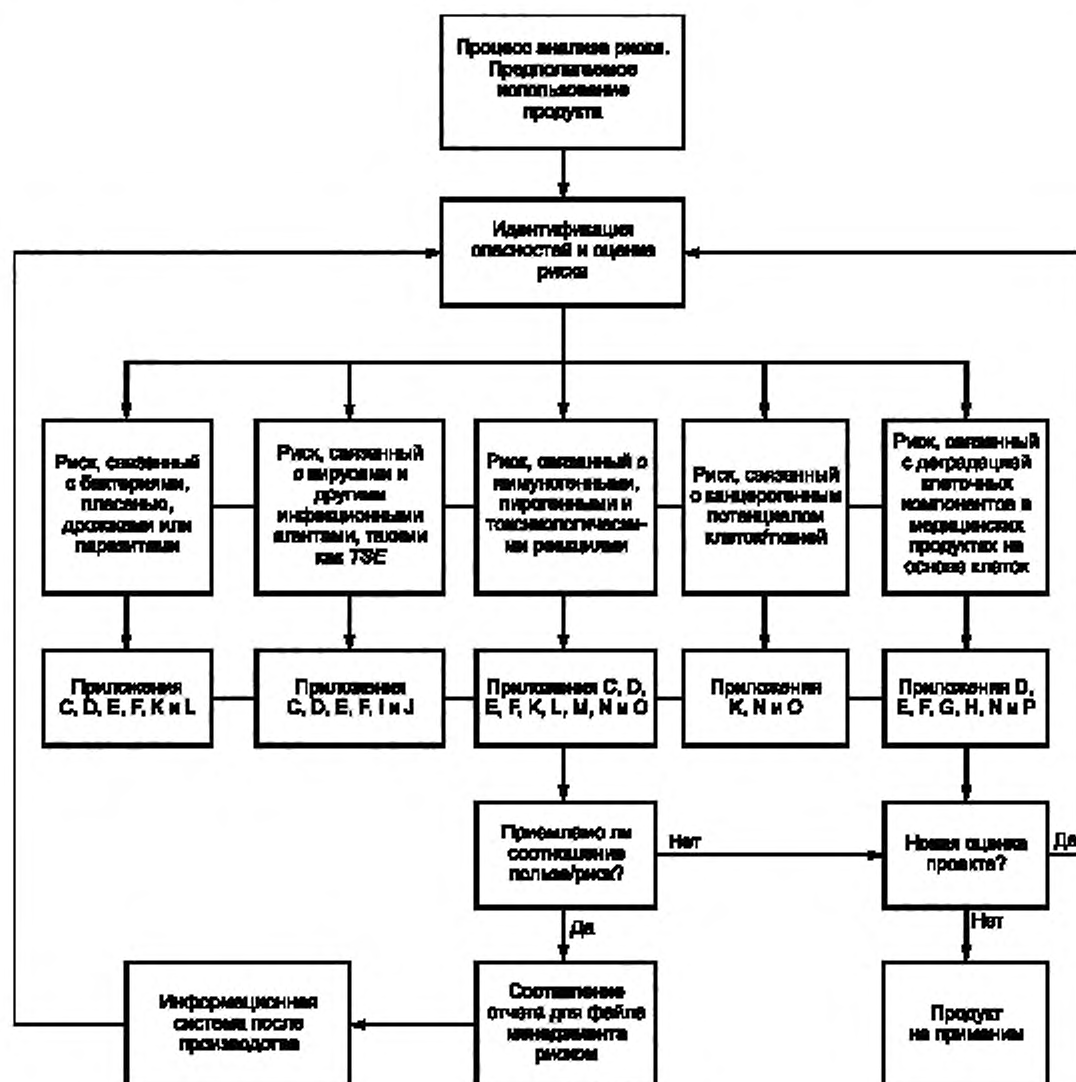 Процесс анализа риска.
Предполагаемое
использование
продукта
Идентификация
опасностей и оценка
риска
Риск, связанный
с бактериями,
плесенью,
дрожжами или
паразитами
Риск, связанный
с вирусами и
другими
инфекционными
агентами, такими
как TSE
Риск, связанный с
иммуногенными,
пирогенными и
токсикологически-
ми реакциями
Риск, связанный
с канцерогенным
потенциалом
клеток/тканей
Риск, связанный
с деградацией
клеточных
компонентов в
медицинских
продуктах на
основе клеток
Приложения
C, D, E, F, K и L
Приложения
C, D, E, F, I и J
Приложения C, D,
E, F, K, L, M, N и O
Приложения
K, N и O
Приложения D,
E, F, G, H, N и P
Приемлемо ли
соотношение
польза/риск?
Нет
Новая оценка
проекта?
Да
Да
Нет
Информационная
система после
производства
Составление
отчета для файла
менеджмента
риском
Продукт
не применим